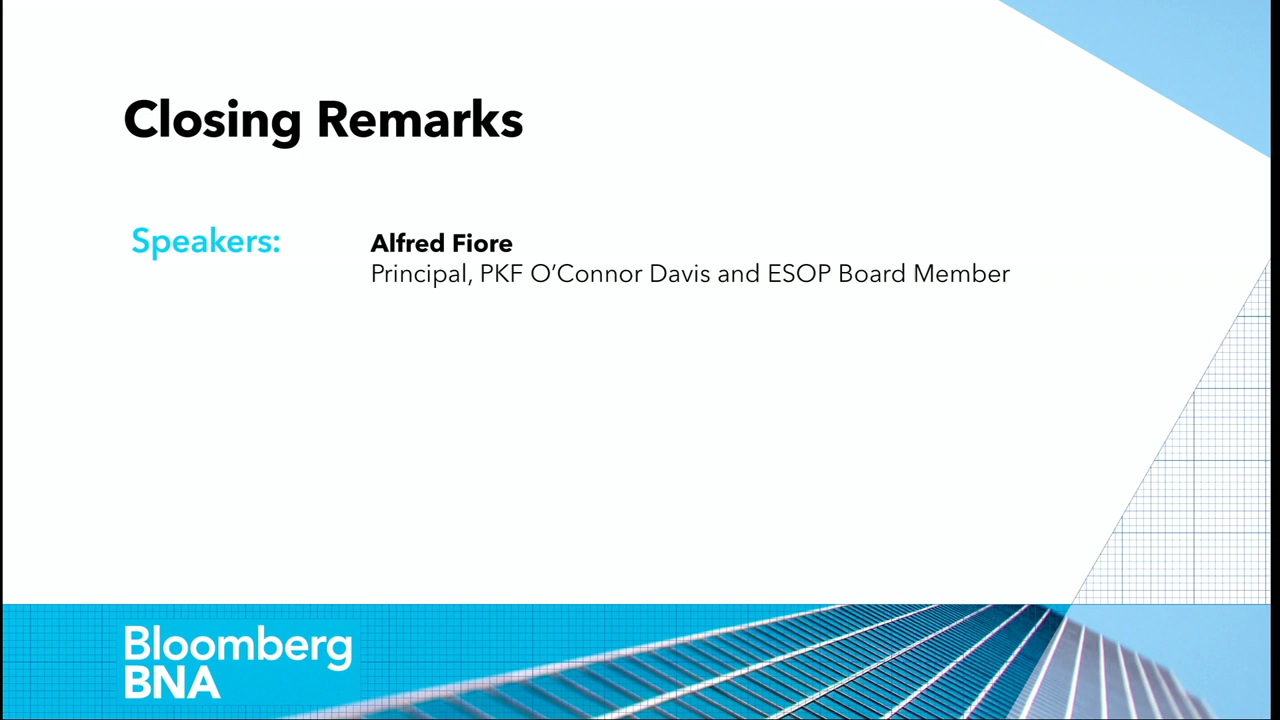 Closing Remarks
Speakers:
Alfred Fiore
Principal, PKF O’Connor Davis and ESOP Board Member
Bloomberg
BNA